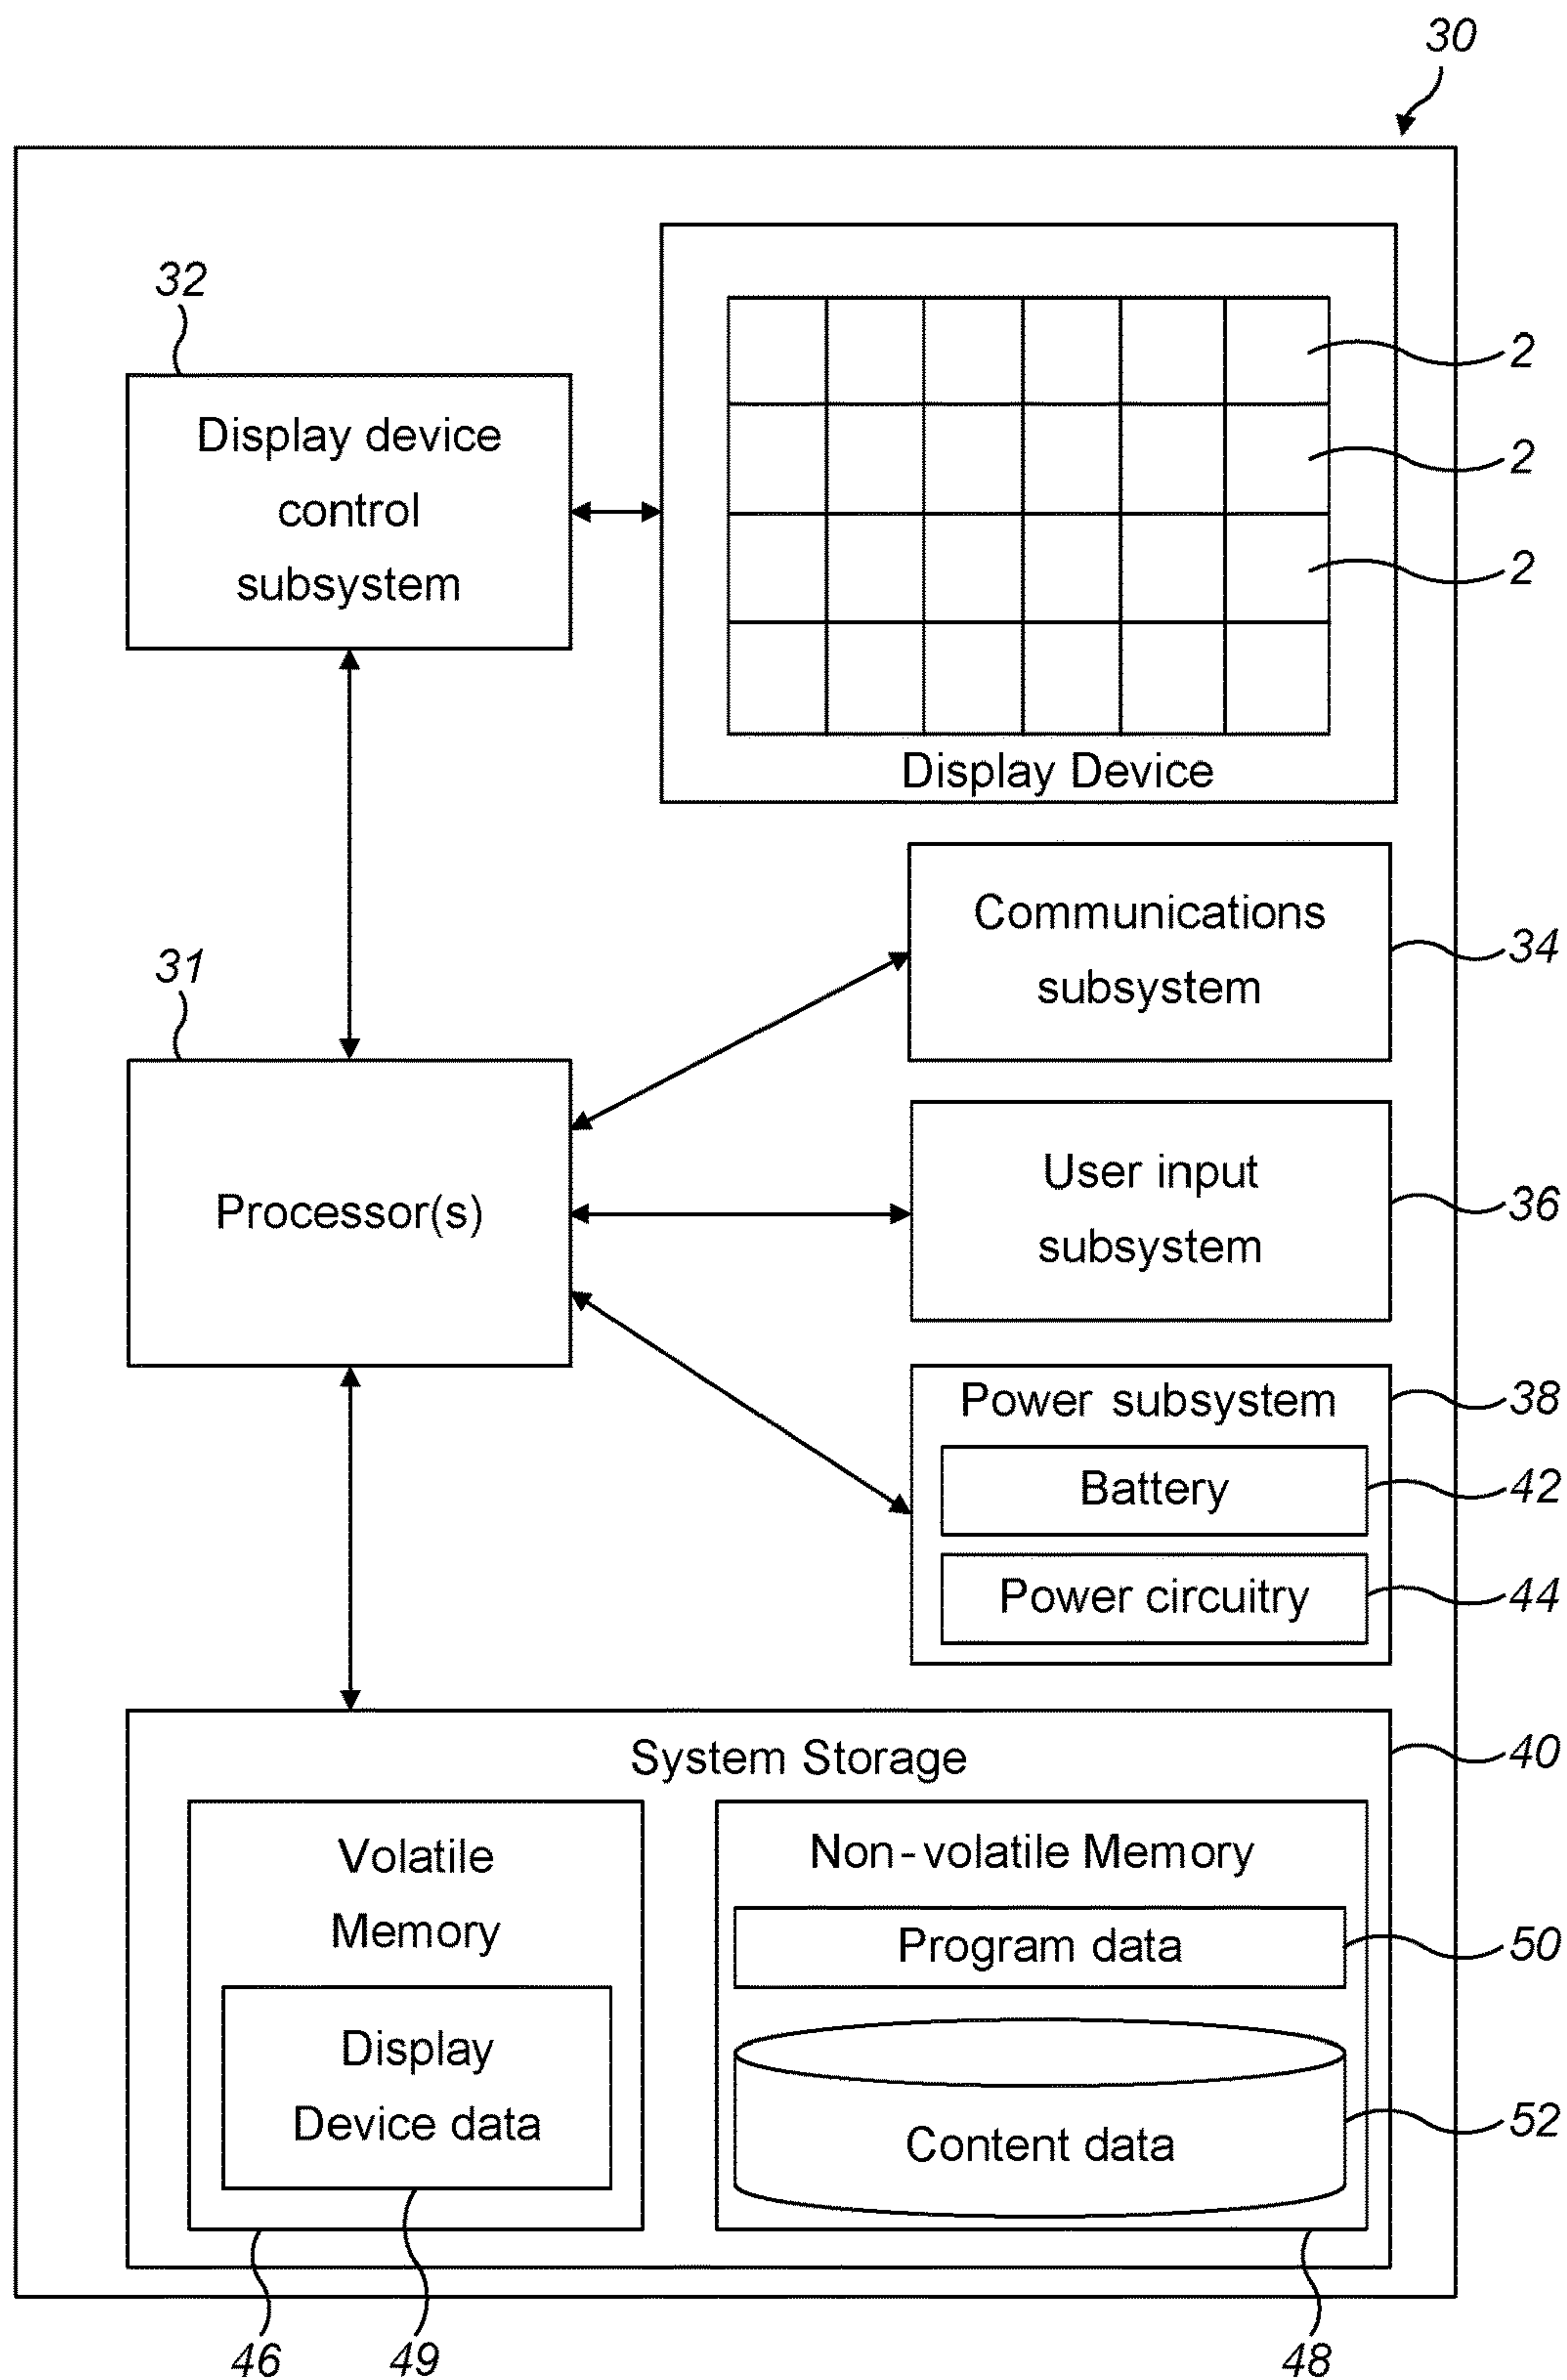 30
32
Display device
control
subsystem
2
2
2
Display Device
Communications
subsystem
34
31
Processor(s)
User input
subsystem
36
Power subsystem
38
Battery
42
Power circuitry
44
System Storage
40
Volatile
Memory
Non-volatile Memory
Program data
50
Display
Device data
Content data
52
46
49
48